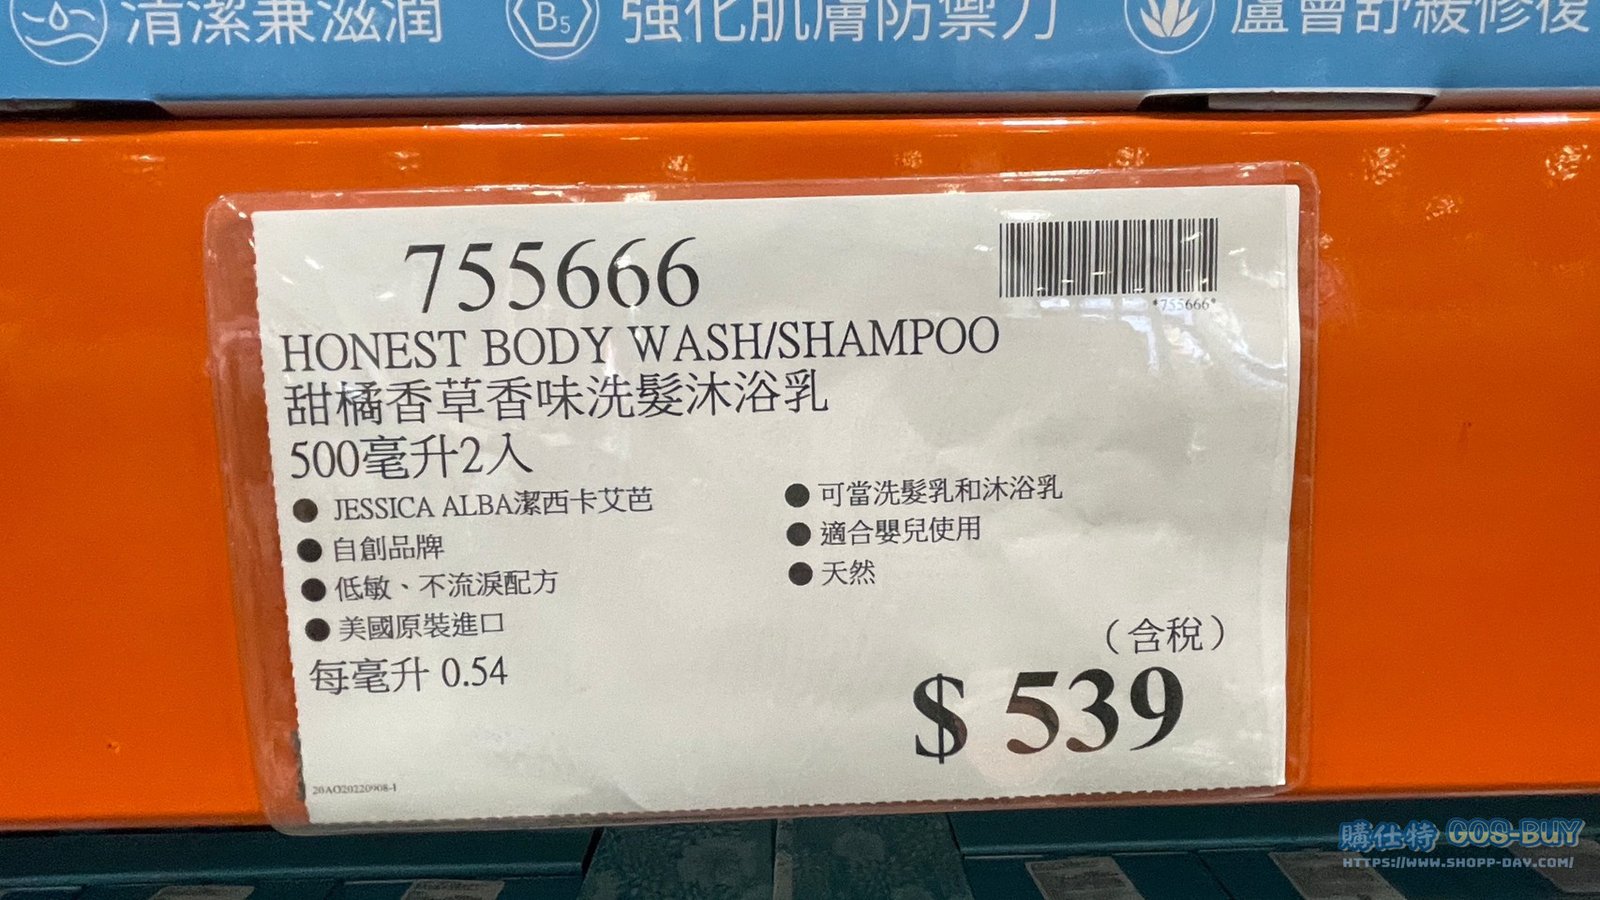 清潔兼滋潤
B5
強化肌膚防禦力
蘆薈舒緩修復
755666
*755666*
HONEST BODY WASH/SHAMPOO
甜橘香草香味洗髮沐浴乳
500毫升2入
● JESSICA ALBA潔西卡艾芭
● 自創品牌
● 低敏、不流淚配方
● 美國原裝進口
● 可當洗髮乳和沐浴乳
● 適合嬰兒使用
● 天然
每毫升 0.54
（含稅）
$ 539
20AO20220908-1
購仕特 GOS-BUY
HTTPS://WWW.SHOPP-DAY.COM/